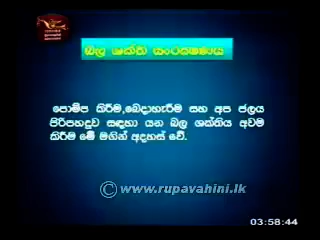 බල ශක්ති සංරක්ෂණය
පොම්ප කිරීම,බෙදාහැරීම සහ අප ජලය
පිරිපහදුව සඳහා යන බල ශක්තිය අවම
කිරීම මේ මගින් අදහස් වේ.
© www.rupavahini.lk
03:58:44